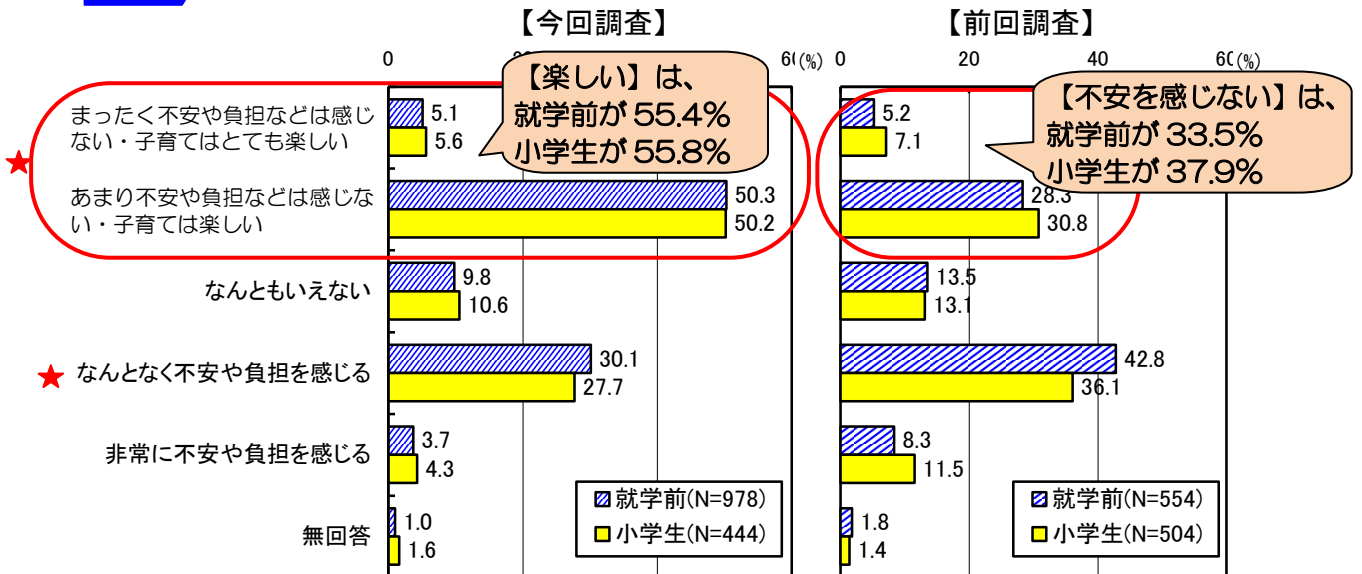 【今回調査】
【前回調査】
0
6
(%)
0
20
40
(%)
【楽しい】は、
就学前が 55.4%
小学生が 55.8%
【不安を感じない】は、
就学前が 33.5%
小学生が 37.9%
★
まったく不安や負担などは感じ
ない・子育てはとても楽しい
5.1
5.6
5.2
7.1
あまり不安や負担などは感じな
い・子育ては楽しい
50.3
50.2
28.3
30.8
なんともいえない
9.8
10.6
13.5
13.1
★ なんとなく不安や負担を感じる
30.1
27.7
42.8
36.1
非常に不安や負担を感じる
3.7
4.3
8.3
11.5
無回答
1.0
1.6
1.8
1.4
就学前(N=978)
小学生(N=444)
就学前(N=554)
小学生(N=504)